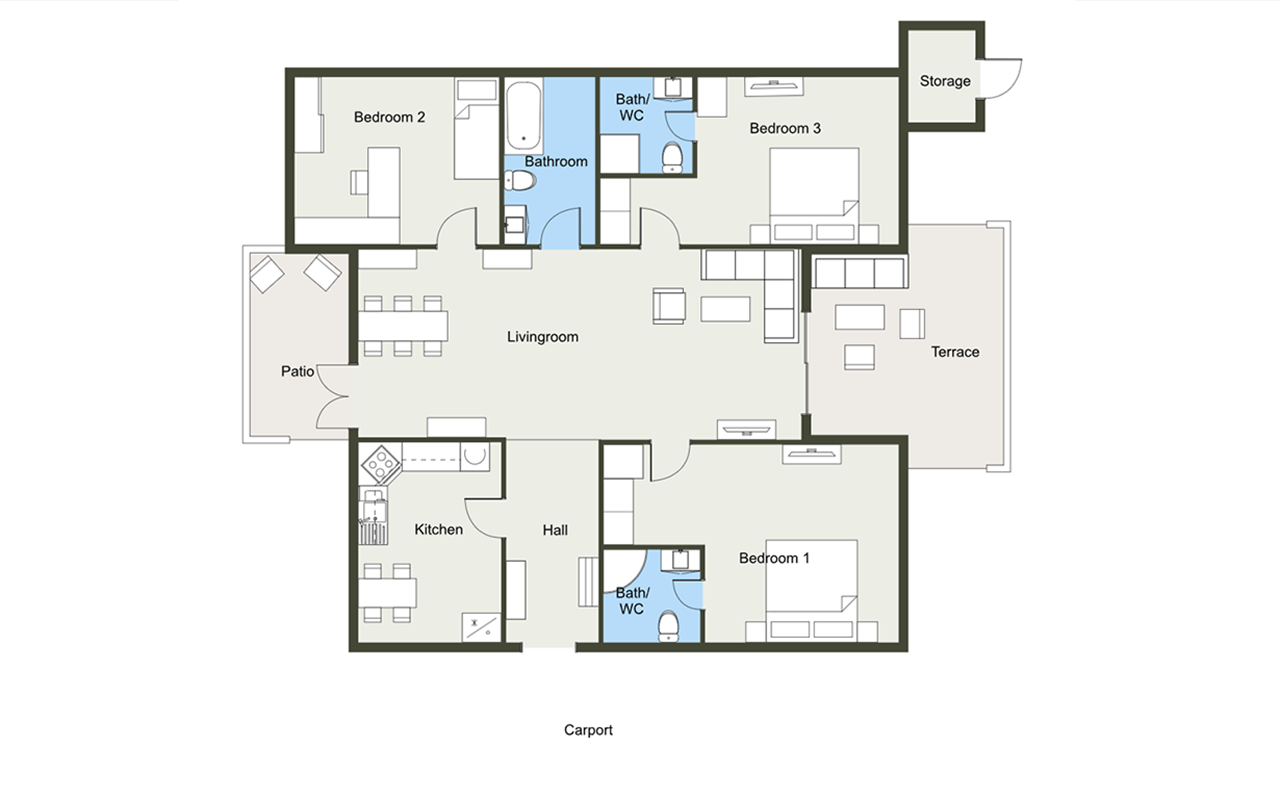 Storage
Bedroom 2
Bath/
WC
Bedroom 3
Bathroom
Livingroom
Terrace
Patio
Kitchen
Hall
Bedroom 1
Bath/
WC
Carport